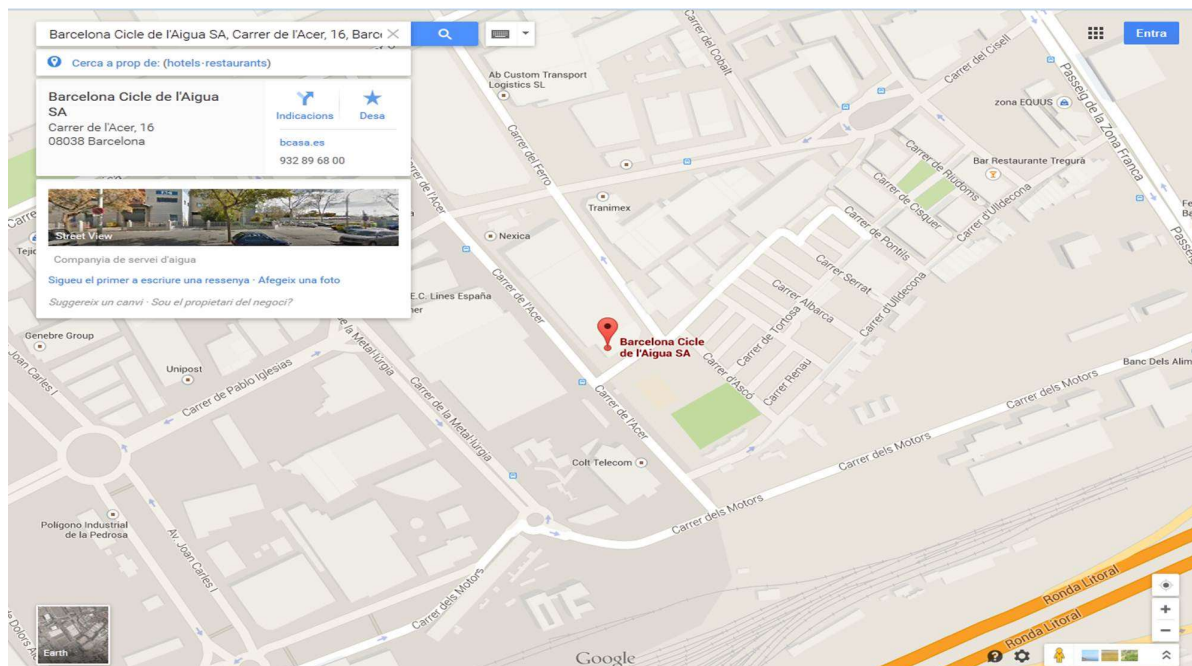 Barcelona Cicle de l'Aigua SA, Carrer de l'Acer, 16, Barc
Entra
Cerca a prop de: (hotels·restaurants)
Barcelona Cicle de l'Aigua
SA
Carrer de l'Acer, 16
08038 Barcelona
Indicacions
Desa
bcasa.es
932 89 68 00
Street View
Companyia de servei d'aigua
Sigueu el primer a escriure una ressenya · Afegeix una foto
Suggereix un canvi · Sou el propietari del negoci?
Carrer del Cobalt
Carrer del Cisell
Passeig de la Zona Franca
Ab Custom Transport
Logistics SL
zona EQUUS
Carrer del Ferro
Bar Restaurante Tregurà
Carrer de Riudoms
Carrer de l'Acer
Carrer de Cisquer
Carrer d'Ulldecona
Tranimex
Carrer de Pontils
Nexica
Passeig
Carrer Serrat
E.C. Lines España
Carrer de l'Acer
Carrer Albarca
Carrer d'Ulldecona
Carrer de Tortosa
Genebre Group
Barcelona Cicle
de l'Aigua SA
Carrer de la Metal·lúrgia
Joan Carles I
Unipost
Carrer de Pablo Iglesias
Carrer d'Ascó
Carrer Renau
Banc Dels Alim
Carrer dels Motors
Carrer de la Metal·lúrgia
Carrer de l'Acer
Carrer dels Motors
Colt Telecom
Carrer dels Motors
Polígono Industrial
de la Pedrosa
Av. Joan Carles I
Carrer dels Motors
Ronda Litoral
Ronda Litoral
Earth
Google